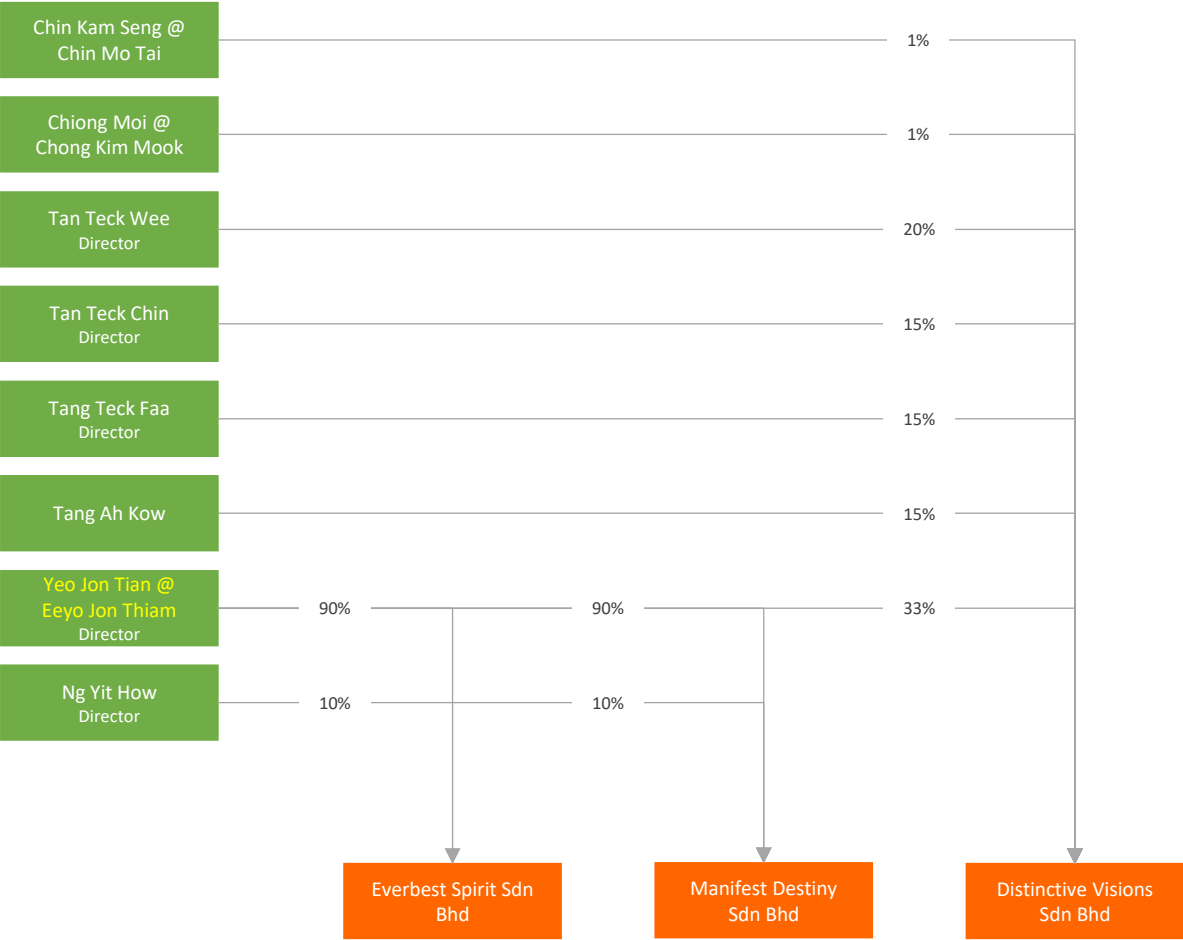 Chin Kam Seng @
Chin Mo Tai
1%
Chiong Moi @
Chong Kim Mook
1%
Tan Teck Wee
Director
20%
Tan Teck Chin
Director
15%
Tang Teck Faa
Director
15%
Tang Ah Kow
15%
Yeo Jon Tian @
Eeyo Jon Thiam
Director
90%
90%
33%
Ng Yit How
Director
10%
10%
Everbest Spirit Sdn
Bhd
Manifest Destiny
Sdn Bhd
Distinctive Visions
Sdn Bhd